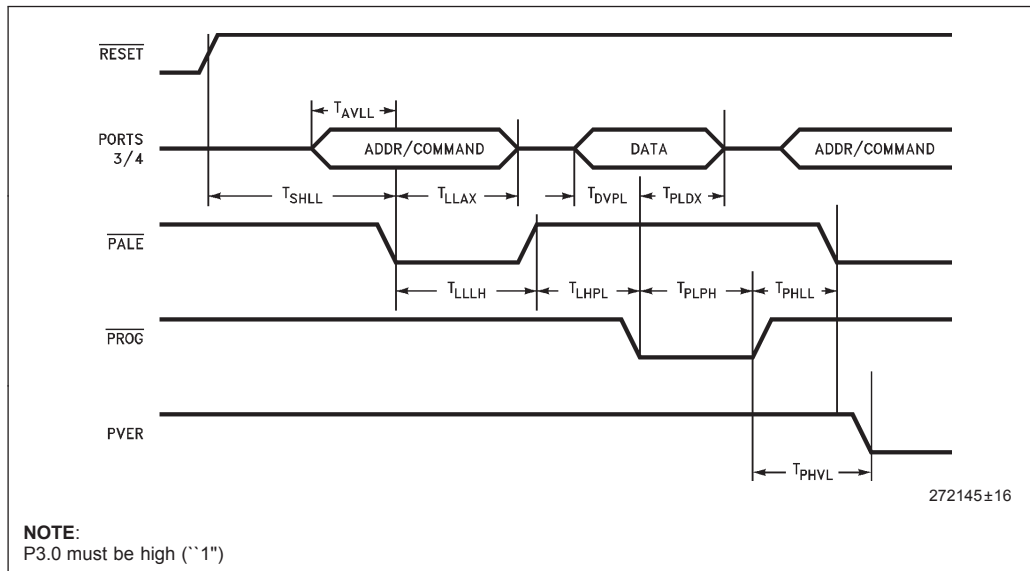 RESET
T_AVLL
PORTS
3/4
ADDR/COMMAND DATA ADDR/COMMAND
T_SHLL T_LLAX T_DVPL T_PLDX
PALE
T_LLLH T_LHPL T_PLPH T_PHLL
PROG
PVER
T_PHVL
272145±16
NOTE:
P3.0 must be high (``1")